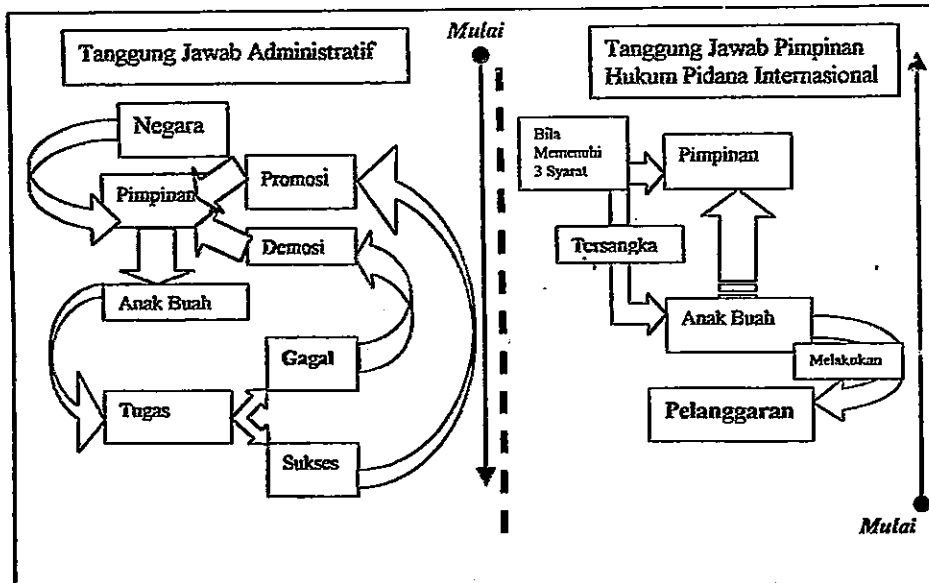 Tanggung Jawab Administratif
Mulai
Negara
Pimpinan
Promosi
Demosi
Anak Buah
Gagal
Tugas
Sukses
Tanggung Jawab Pimpinan
Hukum Pidana Internasional
Bila
Memenuhi
3 Syarat
Pimpinan
Tersangka
Anak Buah
Melakukan
Pelanggaran
Mulai